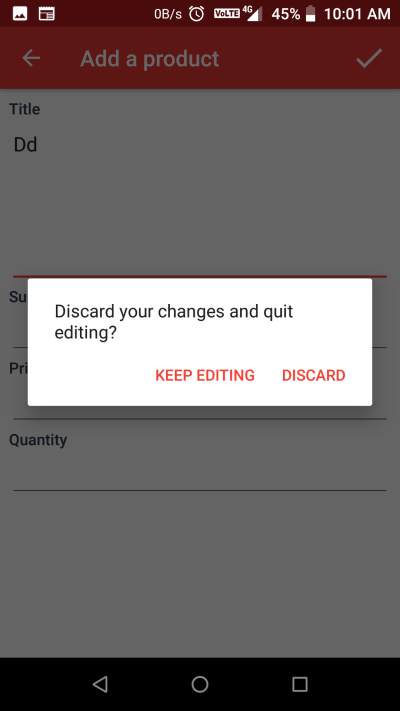 0B/s VoLTE 4G 45% 10:01 AM
Add a product
Title
Dd
Su
Discard your changes and quit
editing?
Pri
KEEP EDITING DISCARD
Quantity